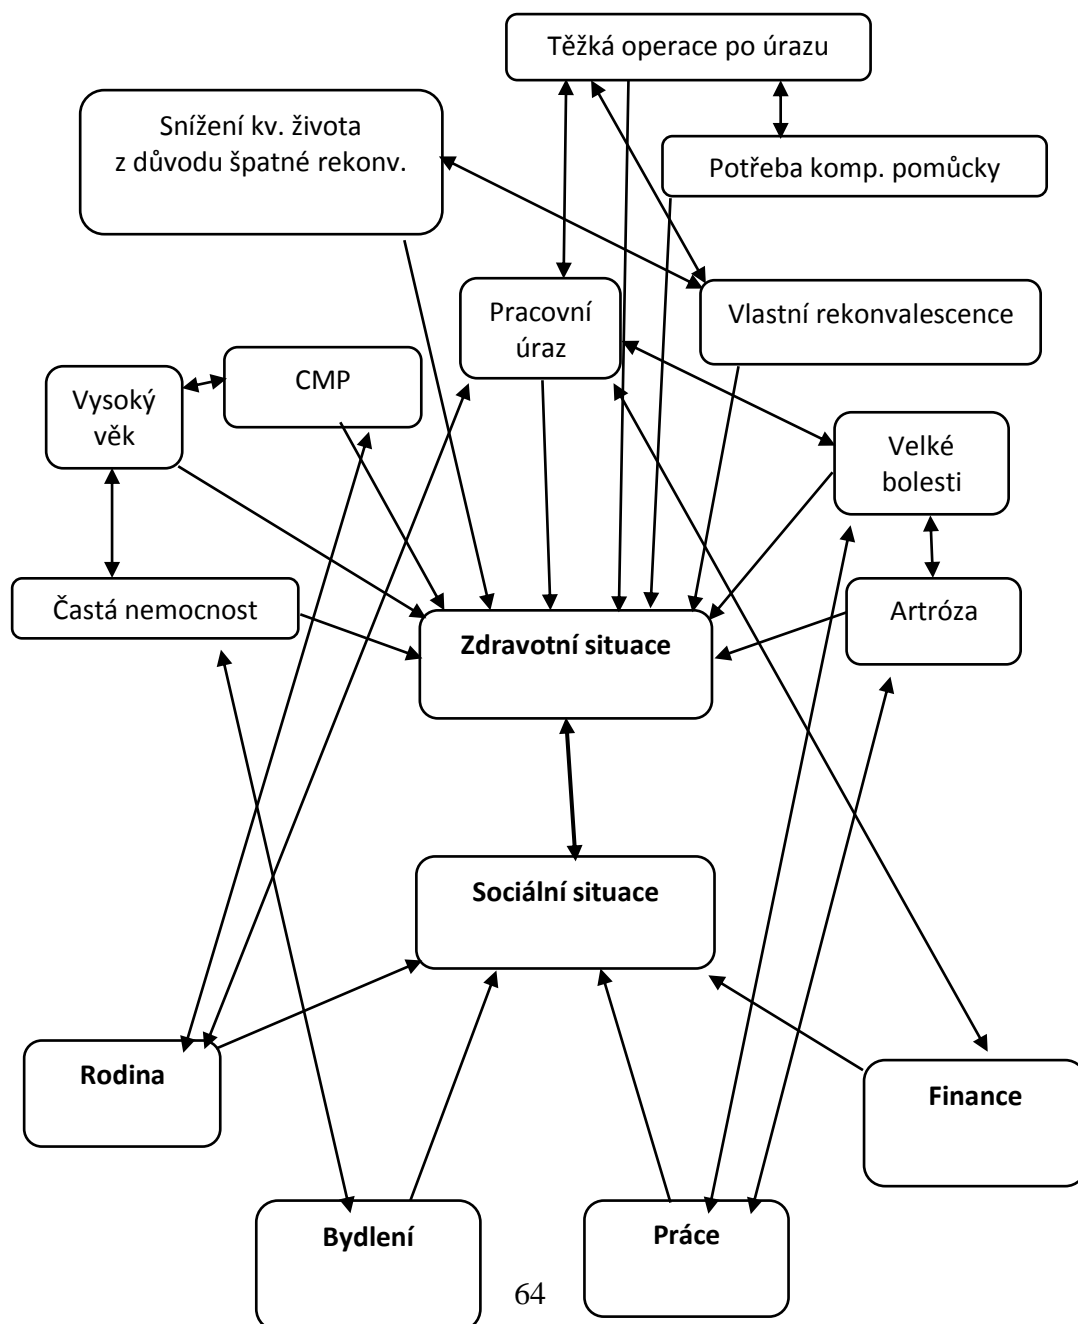 Těžká operace po úrazu
Snížení kv. života
z důvodu špatné rekonv.
Potřeba komp. pomůcky
Pracovní
úraz
Vlastní rekonvalescence
Vysoký
věk
CMP
Velké
bolesti
Častá nemocnost
Artróza
Zdravotní situace
Sociální situace
Rodina
Finance
Bydlení
Práce
64